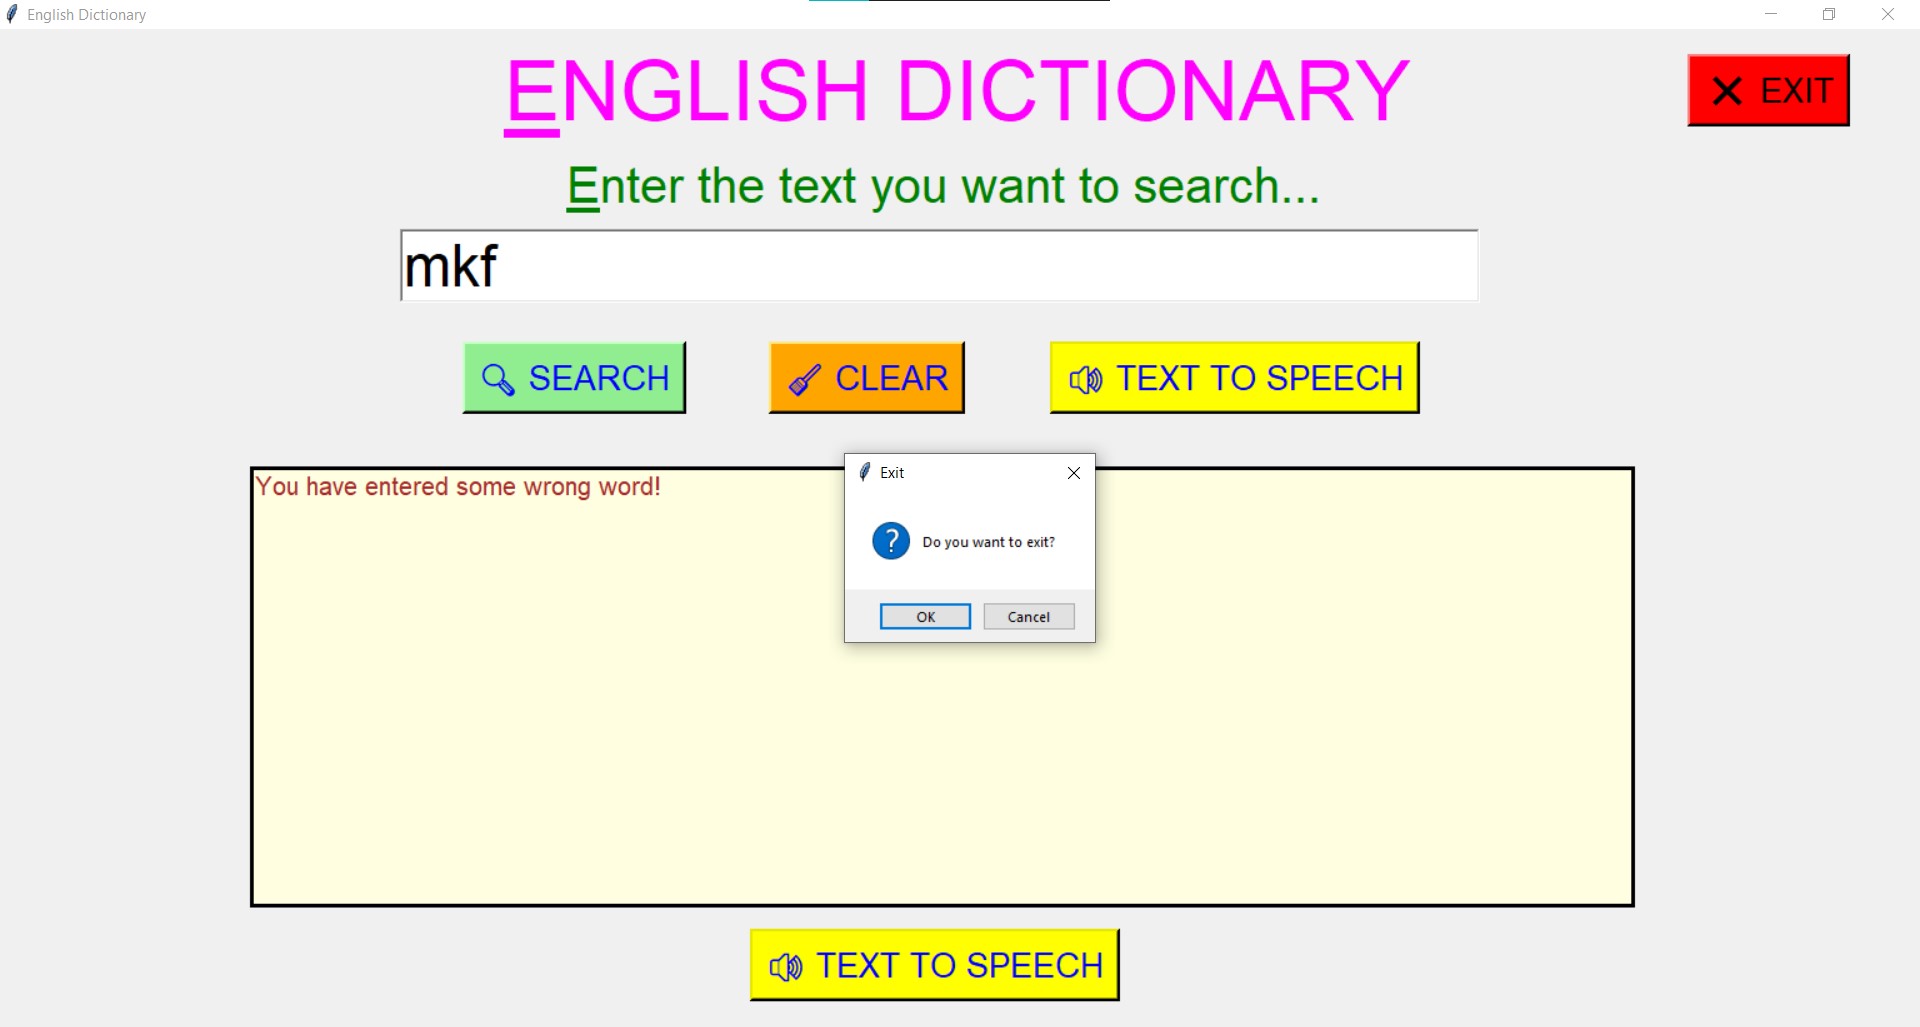 English Dictionary
ENGLISH DICTIONARY
EXIT
Enter the text you want to search...
mkf
SEARCH
CLEAR
TEXT TO SPEECH
You have entered some wrong word!
Exit
Do you want to exit?
OK
Cancel
TEXT TO SPEECH